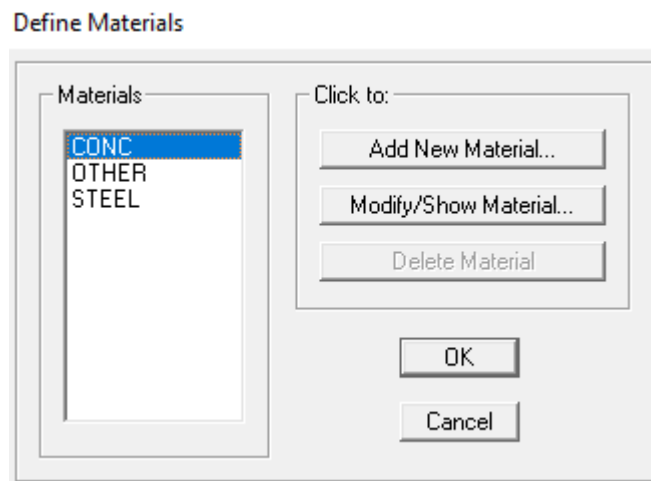 Define Materials
Materials
CONC
OTHER
STEEL
Click to:
Add New Material...
Modify/Show Material...
Delete Material
OK
Cancel